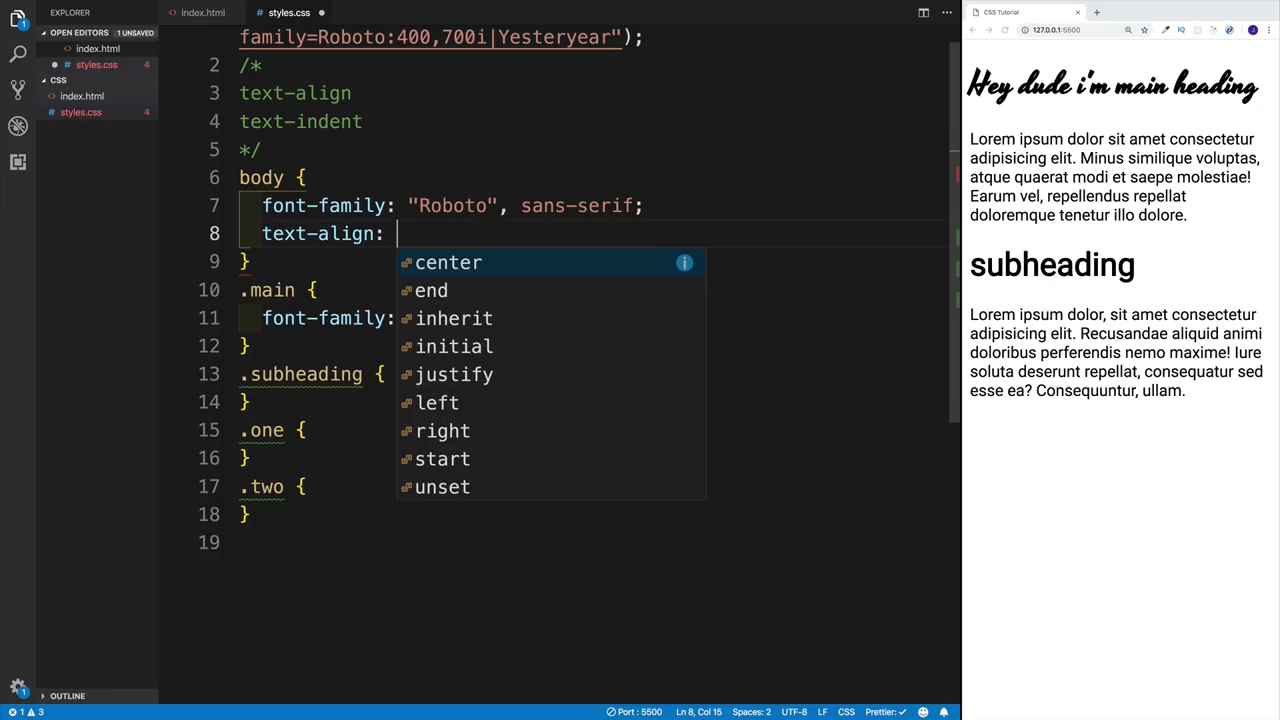 EXPLORER
OPEN EDITORS 1 UNSAVED
<> index.html
# styles.css 4
CSS
<> index.html
# styles.css 4
OUTLINE
1
1
<> index.html
# styles.css
family=Roboto:400,700i|Yesteryear");
2 /*
3 text-align
4 text-indent
5 */
6 body {
7 font-family: "Roboto", sans-serif;
8 text-align:
9 }
10 .main {
11 font-family:
12 }
13 .subheading {
14 }
15 .one {
16 }
17 .two {
18 }
19
center
end
inherit
initial
justify
left
right
start
unset
1 3
Port : 5500
Ln 8, Col 15
Spaces: 2
UTF-8
LF
CSS
Prettier: ✓
CSS Tutorial
127.0.0.1:5500
IQ
J
Hey dude i'm main heading
Lorem ipsum dolor sit amet consectetur
adipisicing elit. Minus similique voluptas,
atque quaerat modi et saepe molestiae!
Earum vel, repellendus repellat
doloremque tenetur illo dolore.
subheading
Lorem ipsum dolor, sit amet consectetur
adipisicing elit. Recusandae aliquid animi
doloribus perferendis nemo maxime! Iure
soluta deserunt repellat, consequatur sed
esse ea? Consequuntur, ullam.